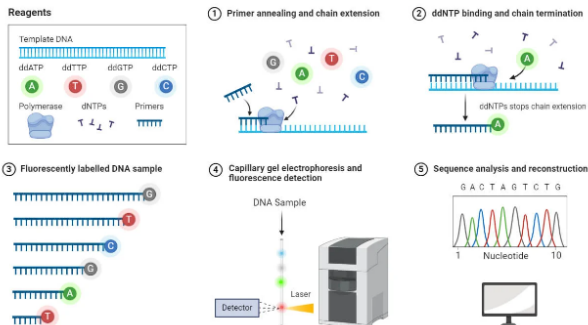 Reagents
Template DNA
ddATP ddTTP ddGTP ddCTP
A T G C
Polymerase dNTPs Primers
1 Primer annealing and chain extension
G A T C
2 ddNTP binding and chain termination
A
ddNTPs stops chain extension
A
3 Fluorescently labelled DNA sample
G
T
C
G
A
T
4 Capillary gel electrophoresis and
fluorescence detection
DNA Sample
Laser
Detector
5 Sequence analysis and reconstruction
G A C T A G T C T G
1 Nucleotide 10